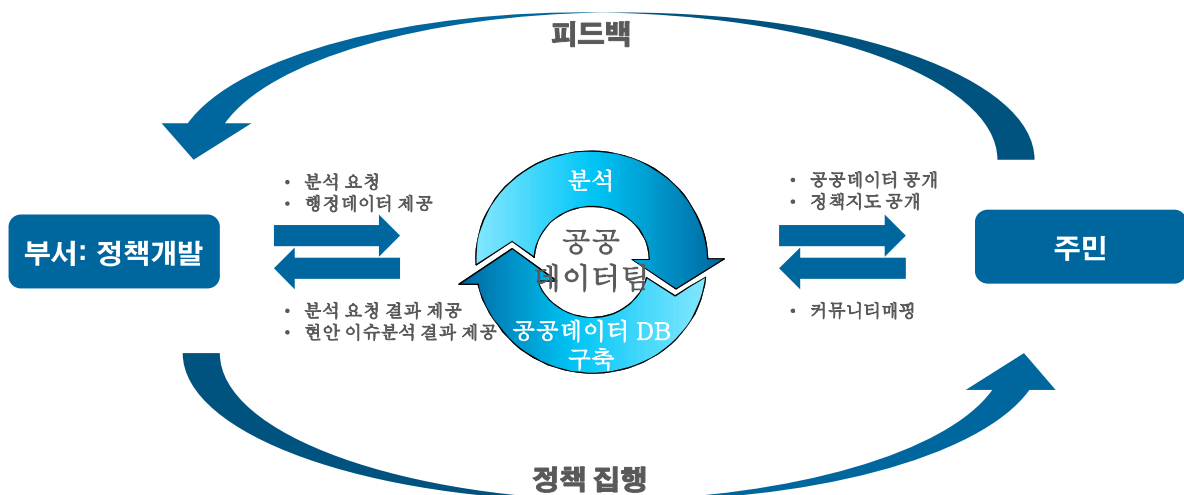 피드백
• 분석 요청
• 행정데이터 제공
부서: 정책개발
• 분석 요청 결과 제공
• 현안 이슈분석 결과 제공
분석
공공
데이터팀
공공데이터 DB
구축
• 공공데이터 공개
• 정책지도 공개
주민
• 커뮤니티매핑
정책 집행